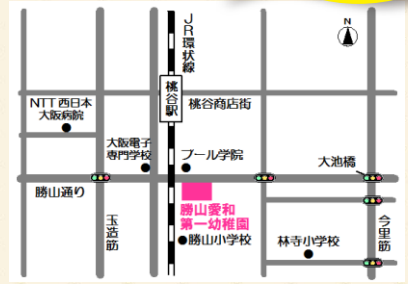 N
JR環状線
桃谷駅
桃谷商店街
NTT西日本
大阪病院
大阪電子
専門学校
プール学院
大池橋
勝山通り
玉造筋
勝山愛和
第一幼稚園
勝山小学校
林寺小学校
今里筋